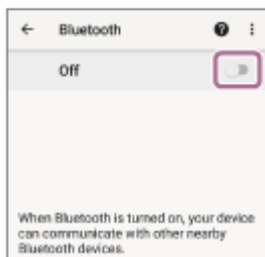 Bluetooth
Off
When Bluetooth is turned on, your device
can communicate with other nearby
Bluetooth devices.